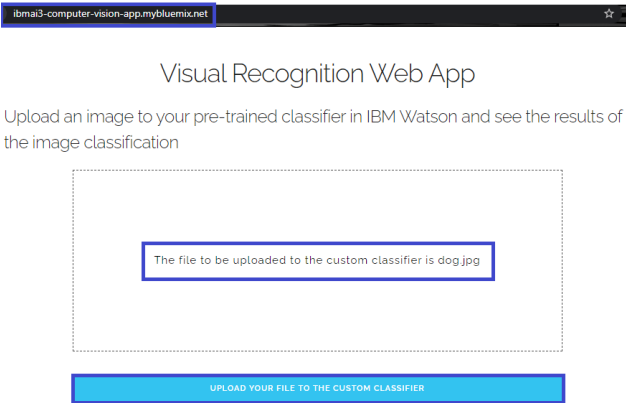 ibmai3-computer-vision-app.mybluemix.net
Visual Recognition Web App
Upload an image to your pre-trained classifier in IBM Watson and see the results of
the image classification
The file to be uploaded to the custom classifier is dog.jpg
UPLOAD YOUR FILE TO THE CUSTOM CLASSIFIER